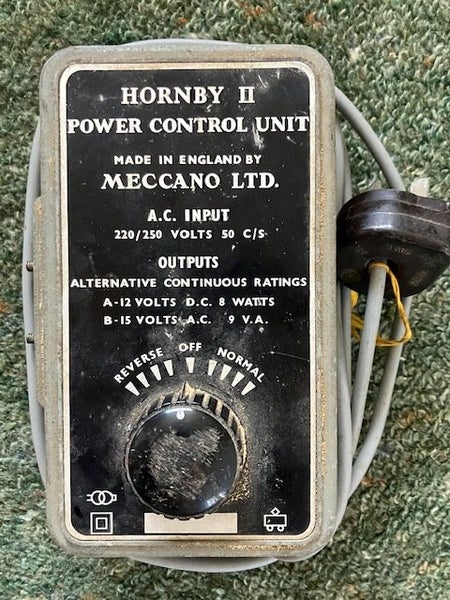 HORNBY II
POWER CONTROL UNIT
MADE IN ENGLAND BY
MECCANO LTD.
A.C. INPUT
220/250 VOLTS 50 C/S
OUTPUTS
ALTERNATIVE CONTINUOUS RATINGS
A-12 VOLTS D.C. 8 WATTS
B-15 VOLTS A.C. 9 V.A.
REVERSE OFF NORMAL